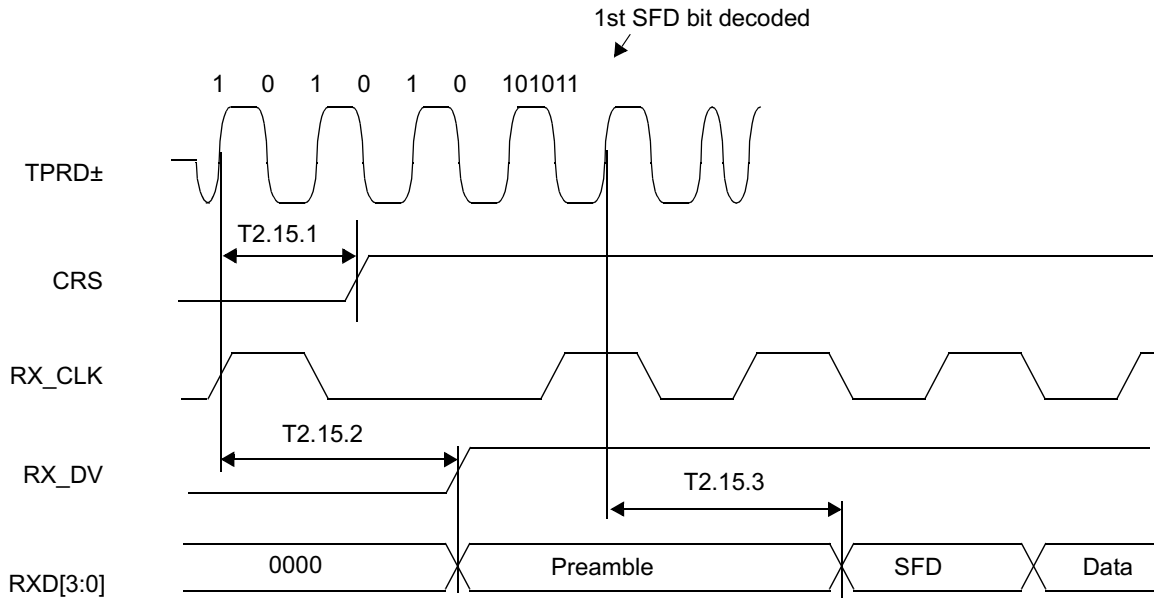 1st SFD bit decoded
1 0 1 0 1 0 101011
TPRD±
T2.15.1
CRS
RX_CLK
T2.15.2
RX_DV
T2.15.3
0000 Preamble SFD Data
RXD[3:0]